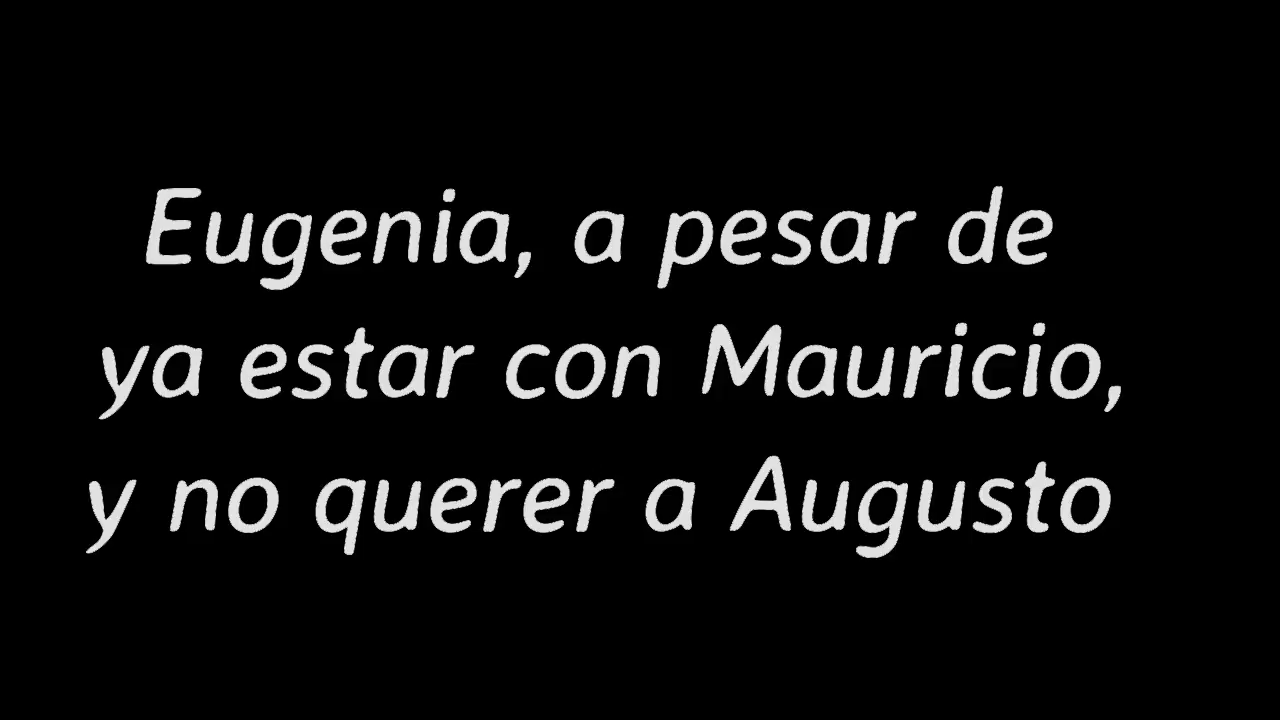 Eugenia, a pesar de
ya estar con Mauricio,
y no querer a Augusto